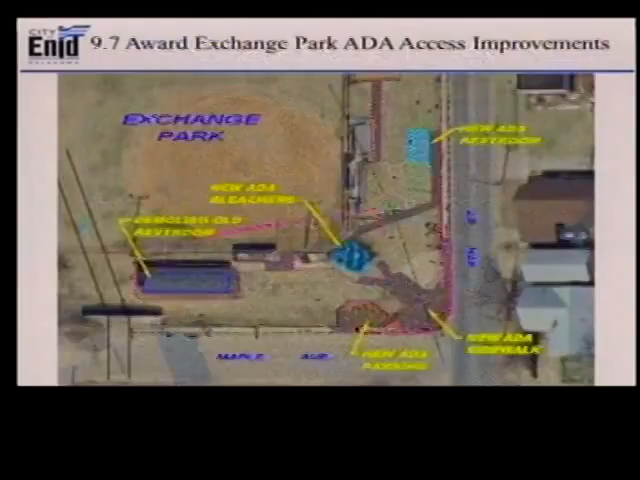 CITY
Enid
OKLAHOMA
9.7 Award Exchange Park ADA Access Improvements
EXCHANGE
PARK
NEW ADA
RESTROOM
NEW ADA
BLEACHERS
DEMOLISH OLD
RESTROOM
NEW ADA
SIDEWALK
MAPLE AVE
NEW ADA
PARKING